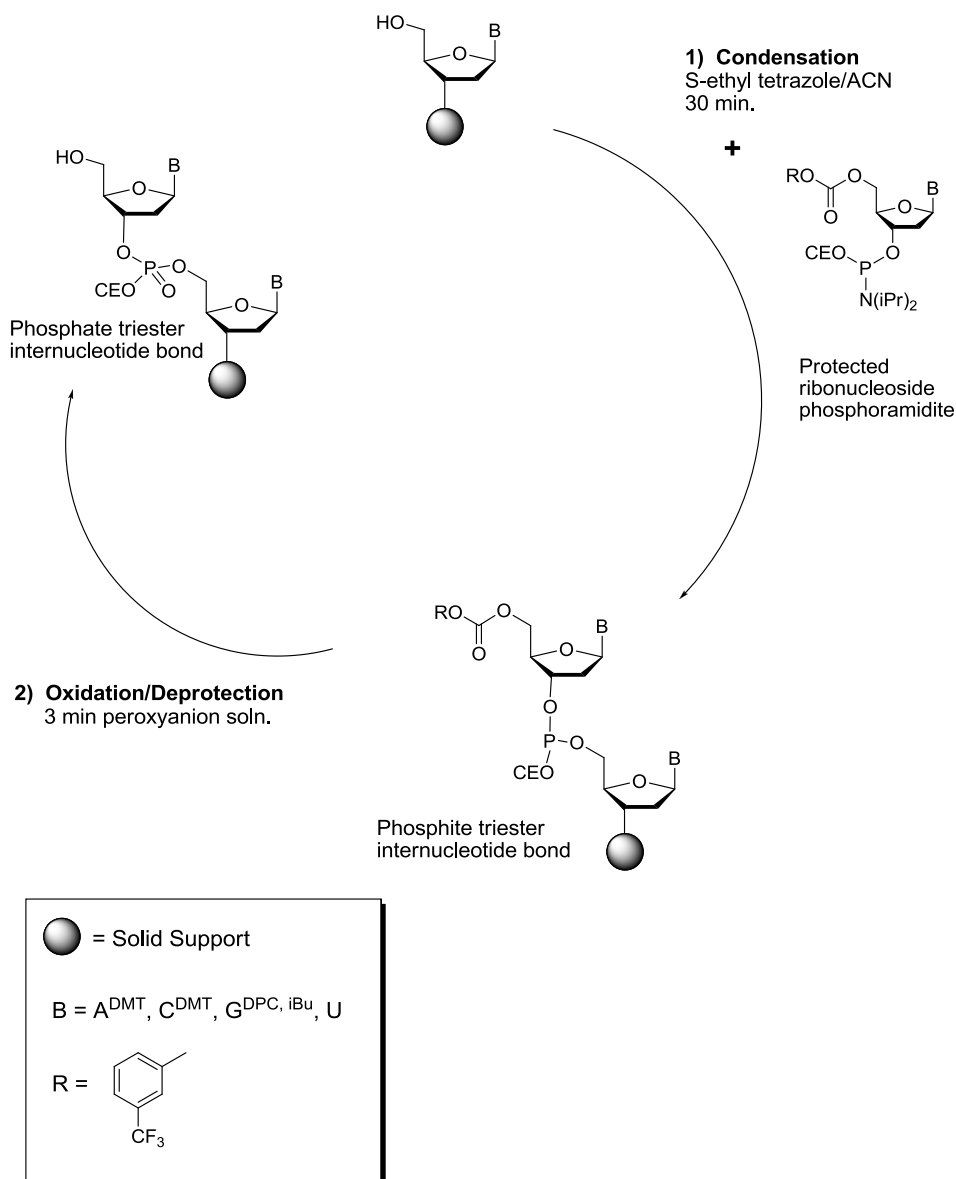 HO
O
B
1) Condensation
S-ethyl tetrazole/ACN
30 min.
+
RO
O
O
O
B
CEO
P
O
N(iPr)2
Protected
ribonucleoside
phosphoramidite
HO
O
B
O
P
O
CEO
O
O
B
Phosphate triester
internucleotide bond
2) Oxidation/Deprotection
3 min peroxyanion soln.
RO
O
O
O
B
O
P
O
CEO
O
B
Phosphite triester
internucleotide bond
= Solid Support
B = A^DMT, C^DMT, G^DPC, iBu, U
R =
CF3